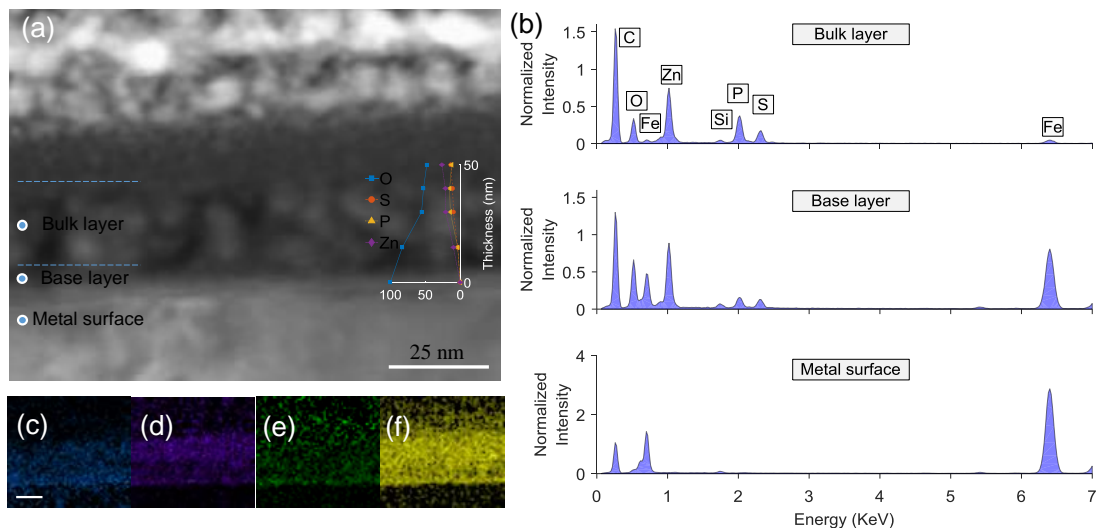 (a)
50
O
S
P
Zn
Thickness (nm)
0
100
50
0
Bulk layer
Base layer
Metal surface
25 nm
(b)
Normalized
Intensity
1.5
1
0.5
0
Bulk layer
C
O
Fe
Zn
Si
P
S
Fe
Normalized
Intensity
1.5
1
0.5
0
Base layer
Normalized
Intensity
4
2
0
Metal surface
0
1
2
3
4
5
6
7
Energy (KeV)
(c)
(d)
(e)
(f)